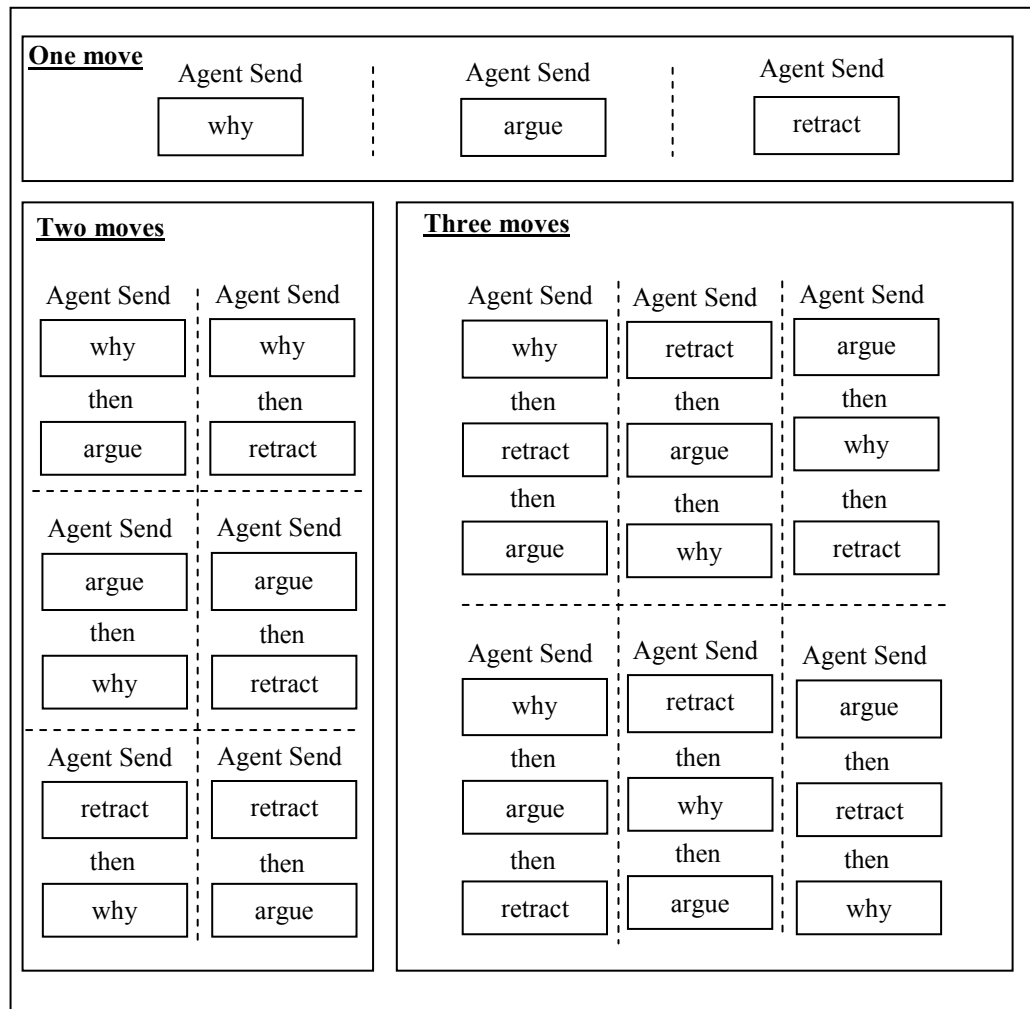 One move
Agent Send Agent Send Agent Send
why argue retract
Two moves
Agent Send Agent Send
why why
then then
argue retract
Agent Send Agent Send
argue argue
then then
why retract
Agent Send Agent Send
retract retract
then then
why argue
Three moves
Agent Send Agent Send Agent Send
why retract argue
then then then
retract argue why
then then then
argue why retract
Agent Send Agent Send Agent Send
why retract argue
then then then
argue why retract
then then then
retract argue why